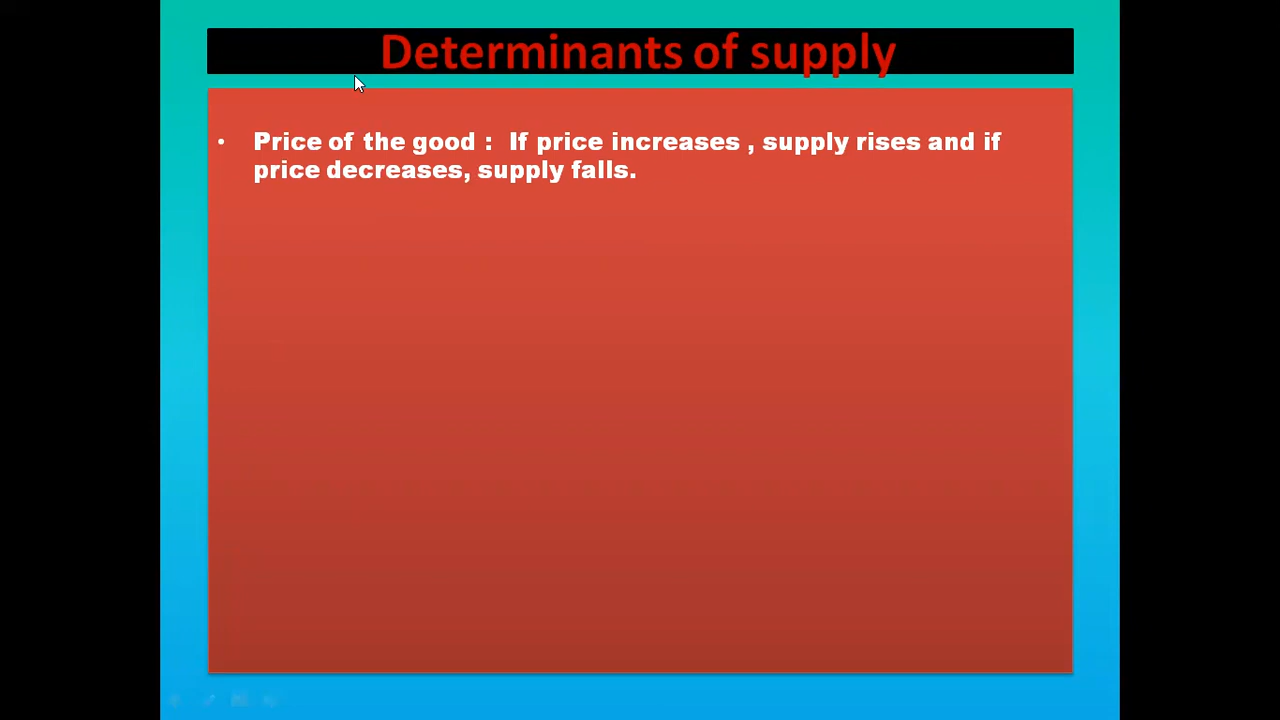 Determinants of supply
• Price of the good : If price increases , supply rises and if
price decreases, supply falls.